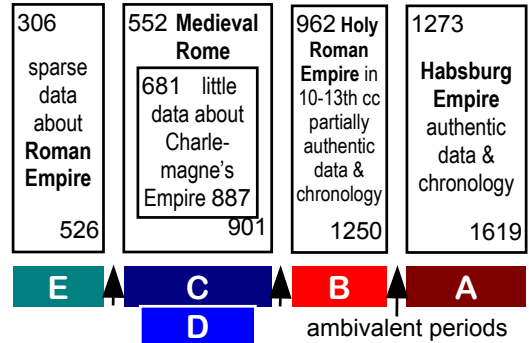 306
sparse
data
about
Roman
Empire
526
552 Medieval
Rome
681 little
data about
Charle-
magne's
Empire 887
901
962 Holy
Roman
Empire in
10-13th cc
partially
authentic
data &
chronology
1250
1273
Habsburg
Empire
authentic
data &
chronology
1619
E
C
B
A
D
ambivalent periods